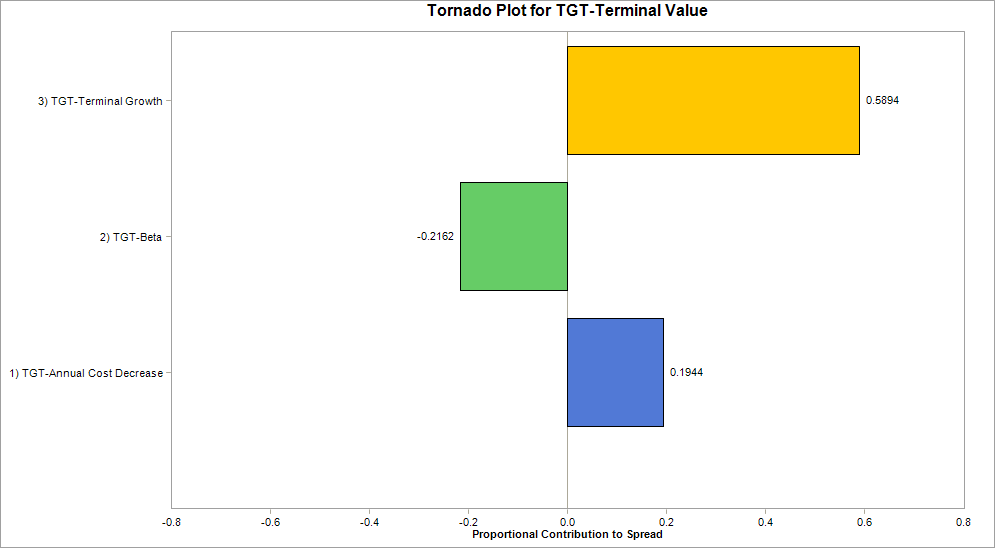 Tornado Plot for TGT-Terminal Value
3) TGT-Terminal Growth
0.5894
2) TGT-Beta
-0.2162
1) TGT-Annual Cost Decrease
0.1944
-0.8 -0.6 -0.4 -0.2 0.0 0.2 0.4 0.6 0.8
Proportional Contribution to Spread